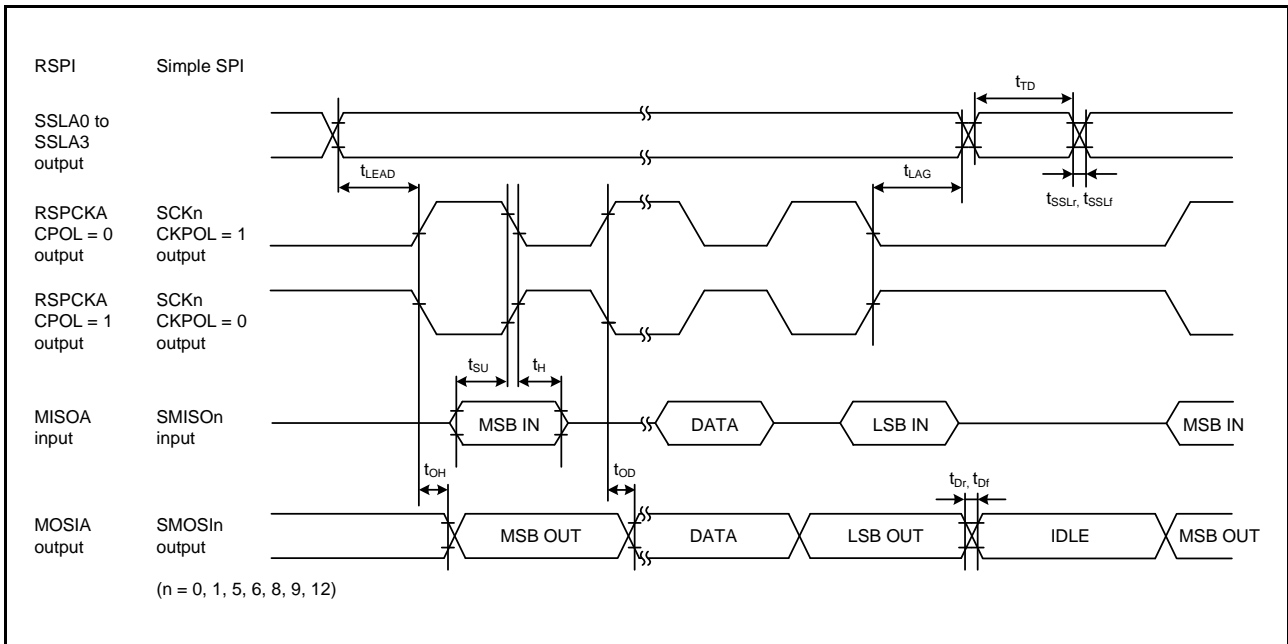 RSPI Simple SPI
SSLA0 to
SSLA3
output
tTD
tLEAD
tLAG
tSSLr, tSSLf
RSPCKA SCKn
CPOL = 0 CKPOL = 1
output output
RSPCKA SCKn
CPOL = 1 CKPOL = 0
output output
tSU tH
MISOA SMISOn
input input
MSB IN DATA LSB IN MSB IN
tOH tOD tDr, tDf
MOSIA SMOSIn
output output
MSB OUT DATA LSB OUT IDLE MSB OUT
(n = 0, 1, 5, 6, 8, 9, 12)